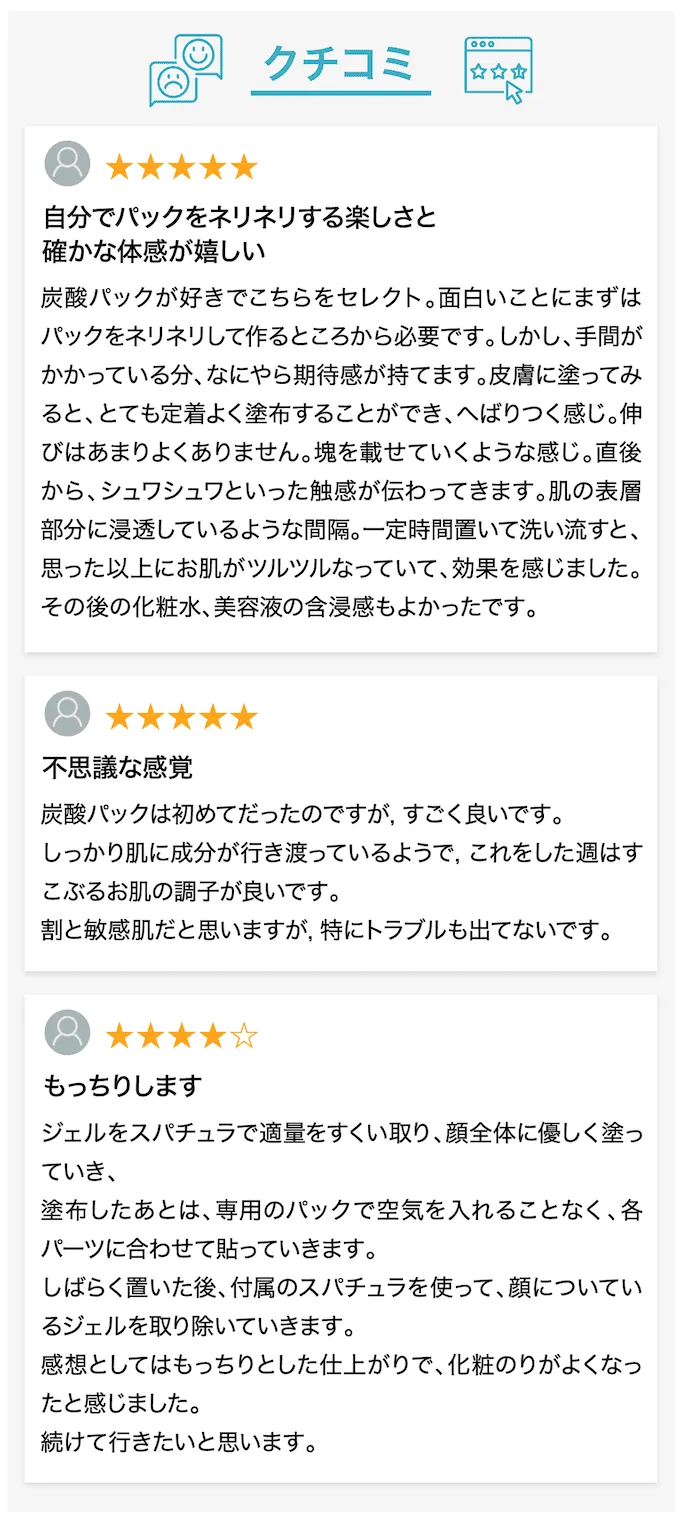 クチコミ
★★★★★
自分でパックをネリネリする楽しさと
確かな体感が嬉しい
炭酸パックが好きでこちらをセレクト。面白いことにまずは
パックをネリネリして作るところから必要です。しかし、手間が
かかっている分、なにやら期待感が持てます。皮膚に塗ってみ
ると、とても定着よく塗布することができ、へばりつく感じ。伸
びはあまりよくありません。塊を載せていくような感じ。直後
から、シュワシュワといった触感が伝わってきます。肌の表層
部分に浸透しているような間隔。一定時間置いて洗い流すと、
思った以上にお肌がツルツルなっていて、効果を感じました。
その後の化粧水、美容液の含浸感もよかったです。
★★★★★
不思議な感覚
炭酸パックは初めてだったのですが, すごく良いです。
しっかり肌に成分が行き渡っているようで, これをした週はす
こぶるお肌の調子が良いです。
割と敏感肌だと思いますが, 特にトラブルも出てないです。
★★★★☆
もっちりします
ジェルをスパチュラで適量をすくい取り、顔全体に優しく塗っ
ていき、
塗布したあとは、専用のパックで空気を入れることなく、各
パーツに合わせて貼っていきます。
しばらく置いた後、付属のスパチュラを使って、顔についてい
るジェルを取り除いていきます。
感想としてはもっちりとした仕上がりで、化粧のりがよくなっ
たと感じました。
続けて行きたいと思います。